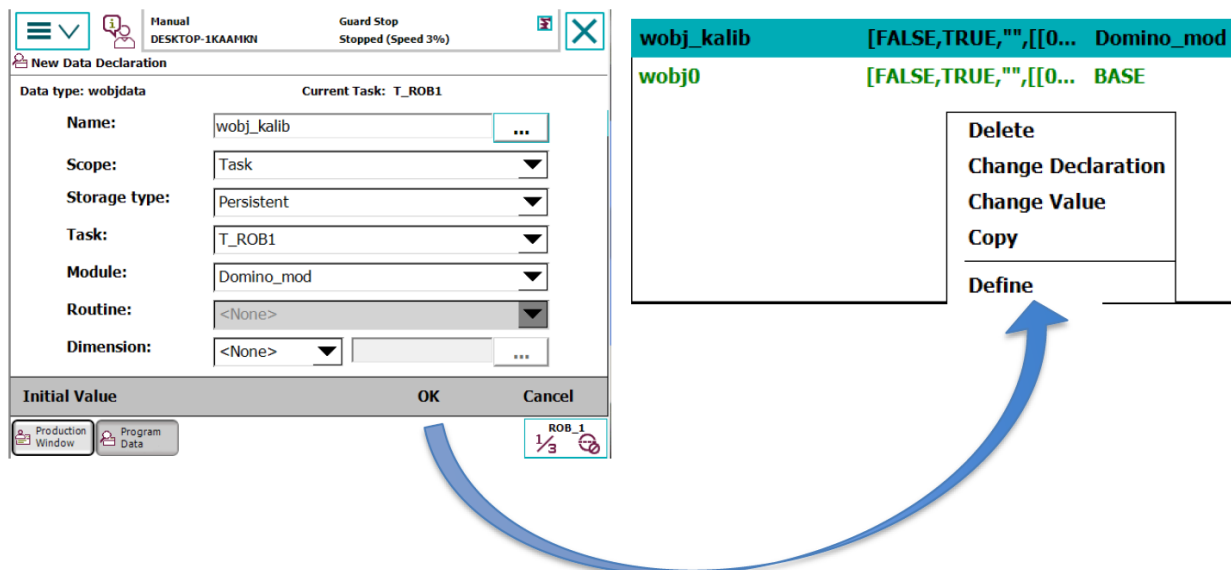 Manual
DESKTOP-1KAAMKN
Guard Stop
Stopped (Speed 3%)
New Data Declaration
Data type: wobjdata
Current Task: T_ROB1
Name:
wobj_kalib
...
Scope:
Task
Storage type:
Persistent
Task:
T_ROB1
Module:
Domino_mod
Routine:
<None>
Dimension:
<None>
...
Initial Value
OK
Cancel
Production
Window
Program
Data
ROB_1
1/3
wobj_kalib [FALSE,TRUE,"",[[0... Domino_mod
wobj0 [FALSE,TRUE,"",[[0... BASE
Delete
Change Declaration
Change Value
Copy
Define